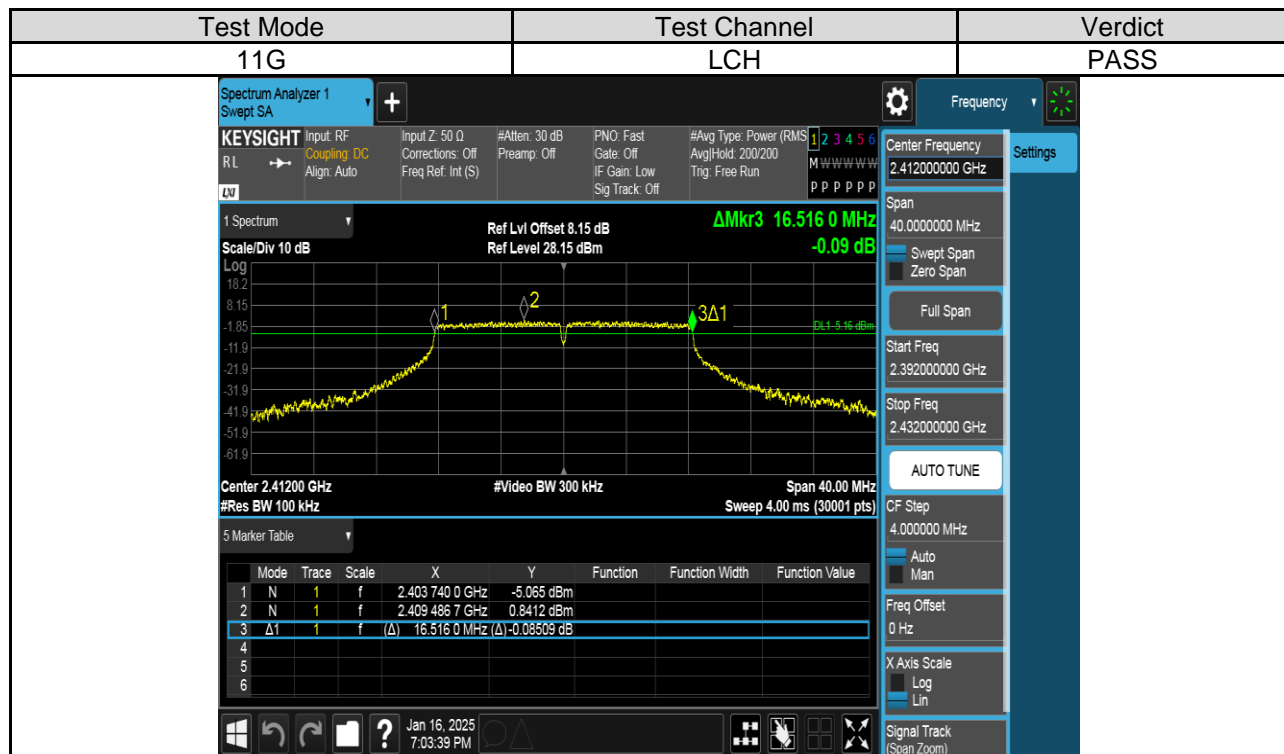 Test Mode Test Channel Verdict
11G LCH PASS
Spectrum Analyzer 1
Swept SA
Frequency
KEYSIGHT Input: RF Input Z: 50 Ω #Atten: 30 dB PNO: Fast #Avg Type: Power (RMS 1 2 3 4 5 6
RL Coupling: DC Corrections: Off Preamp: Off Gate: Off Avg|Hold: 200/200 M W W W W W
Align: Auto Freq Ref: Int (S) IF Gain: Low Trig: Free Run
LXI Sig Track: Off P P P P P P
Center Frequency
2.412000000 GHz
Settings
Span
40.0000000 MHz
Swept Span
Zero Span
Full Span
Start Freq
2.392000000 GHz
Stop Freq
2.432000000 GHz
AUTO TUNE
CF Step
4.000000 MHz
Auto
Man
Freq Offset
0 Hz
X Axis Scale
Log
Lin
Signal Track
(Span Zoom)
1 Spectrum
Ref Lvl Offset 8.15 dB ΔMkr3 16.516 0 MHz
Scale/Div 10 dB Ref Level 28.15 dBm -0.09 dB
Log
18.2
8.15
-1.85
-11.9
-21.9
-31.9
-41.9
-51.9
-61.9
1
2
3Δ1
DL1 -5.16 dBm
Center 2.41200 GHz #Video BW 300 kHz Span 40.00 MHz
#Res BW 100 kHz Sweep 4.00 ms (30001 pts)
5 Marker Table
Mode Trace Scale X Y Function Function Width Function Value
1 N 1 f 2.403 740 0 GHz -5.065 dBm
2 N 1 f 2.409 486 7 GHz 0.8412 dBm
3 Δ1 1 f (Δ) 16.516 0 MHz (Δ) -0.08509 dB
4
5
6
?
Jan 16, 2025
7:03:39 PM